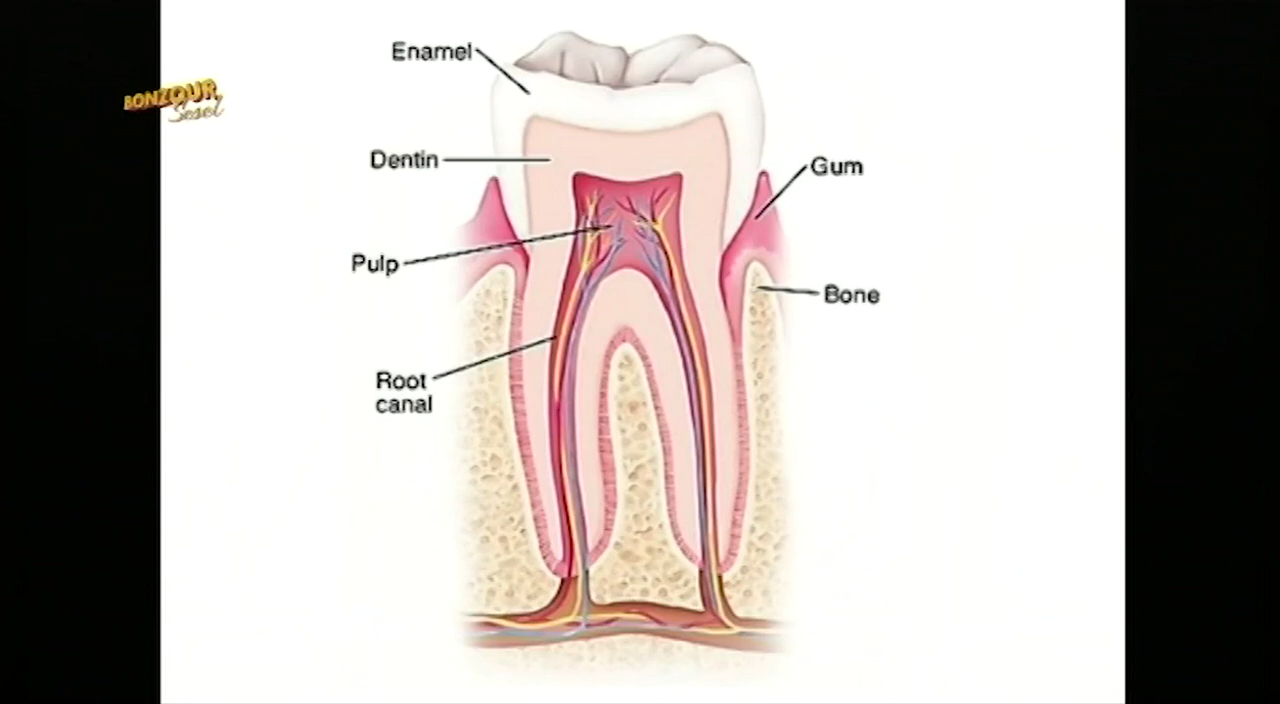 BONZOUR
Sesel
Enamel
Dentin
Gum
Pulp
Bone
Root
canal